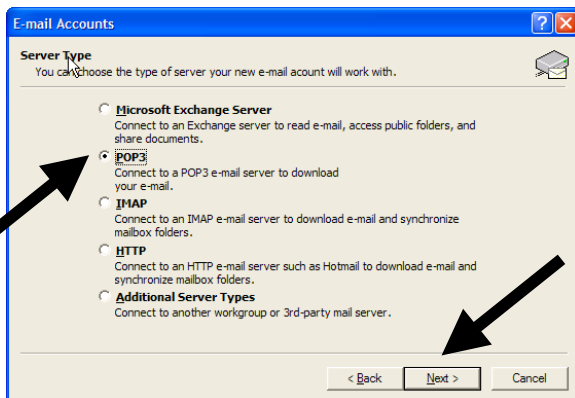 E-mail Accounts
Server Type
You can choose the type of server your new e-mail acount will work with.
Microsoft Exchange Server
Connect to an Exchange server to read e-mail, access public folders, and
share documents.
POP3
Connect to a POP3 e-mail server to download
your e-mail.
IMAP
Connect to an IMAP e-mail server to download e-mail and synchronize
mailbox folders.
HTTP
Connect to an HTTP e-mail server such as Hotmail to download e-mail and
synchronize mailbox folders.
Additional Server Types
Connect to another workgroup or 3rd-party mail server.
< Back Next > Cancel